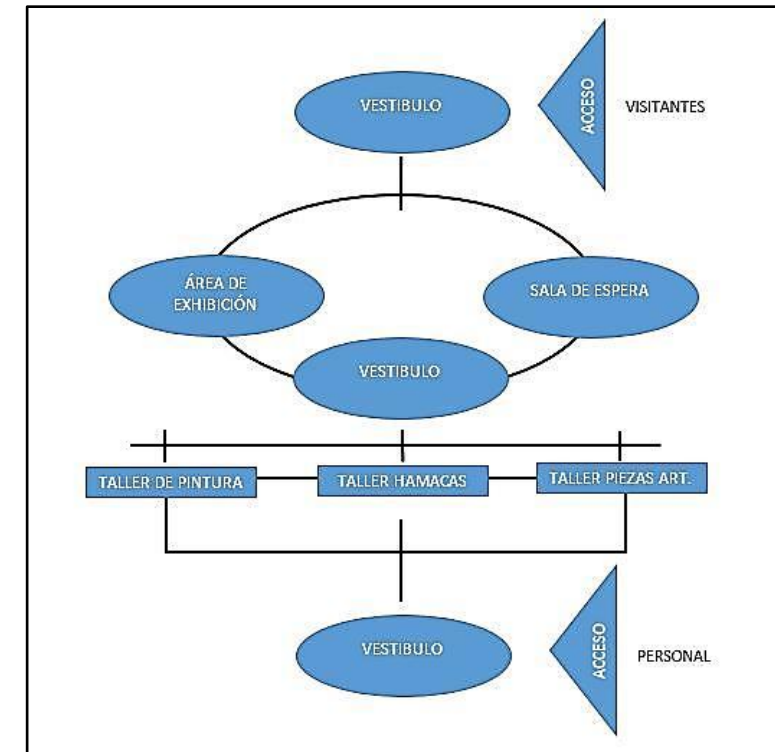 VESTIBULO
ACCESO
VISITANTES
ÁREA DE
EXHIBICIÓN
SALA DE ESPERA
VESTIBULO
TALLER DE PINTURA
TALLER HAMACAS
TALLER PIEZAS ART.
VESTIBULO
ACCESO
PERSONAL